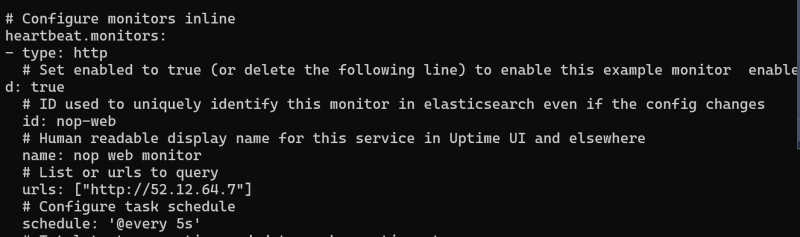 # Configure monitors inline
heartbeat.monitors:
- type: http
# Set enabled to true (or delete the following line) to enable this example monitor  enable
d: true
# ID used to uniquely identify this monitor in elasticsearch even if the config changes
id: nop-web
# Human readable display name for this service in Uptime UI and elsewhere
name: nop web monitor
# List or urls to query
urls: ["http://52.12.64.7"]
# Configure task schedule
schedule: '@every 5s'